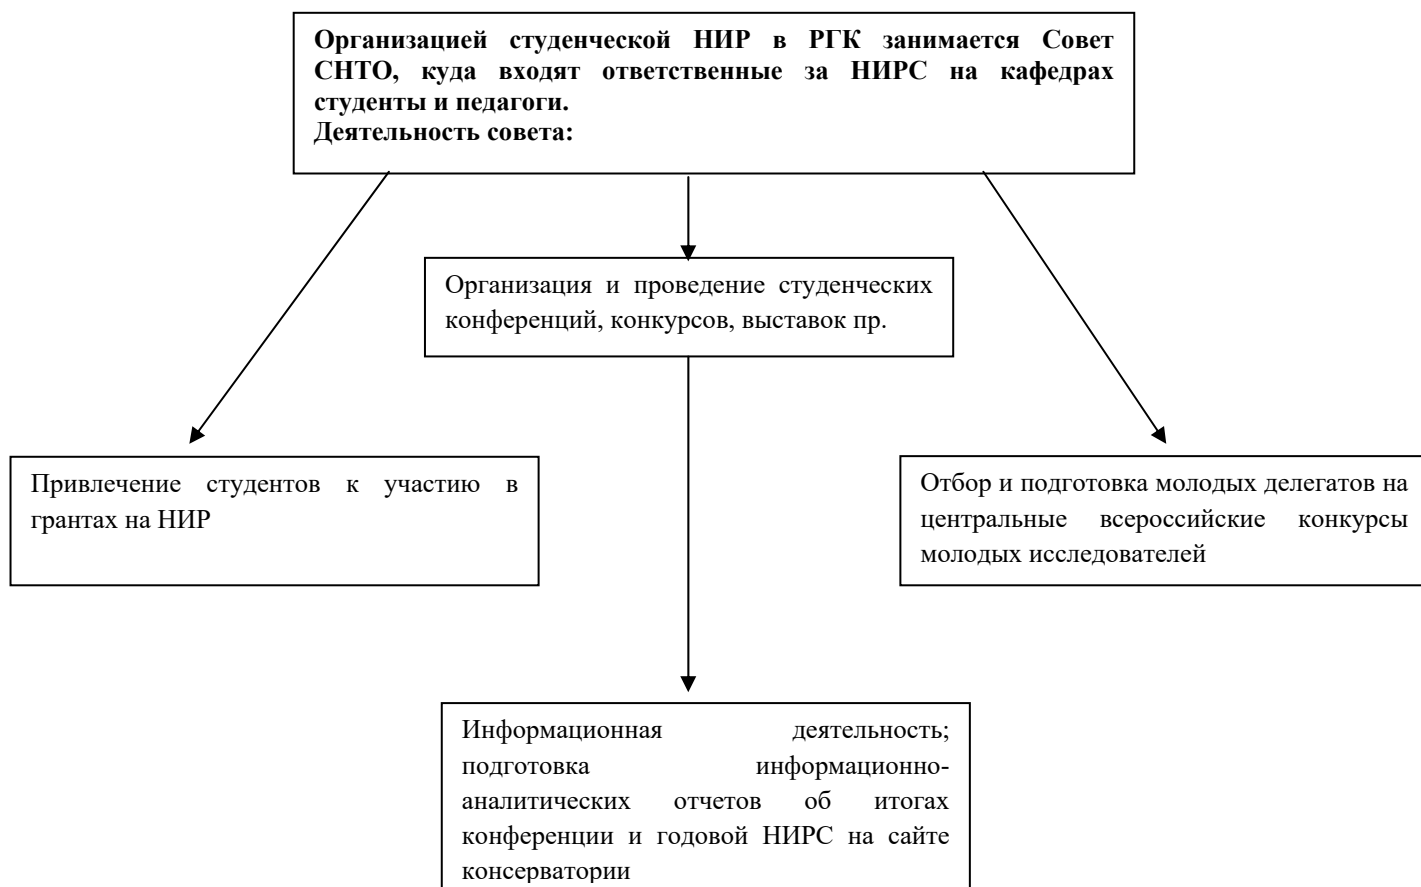 Организацией студенческой НИР в РГК занимается Совет
СНТО, куда входят ответственные за НИРС на кафедрах
студенты и педагоги.
Деятельность совета:
Организация и проведение студенческих
конференций, конкурсов, выставок пр.
Привлечение студентов к участию в
грантах на НИР
Отбор и подготовка молодых делегатов на
центральные всероссийские конкурсы
молодых исследователей
Информационная деятельность;
подготовка информационно-
аналитических отчетов об итогах
конференции и годовой НИРС на сайте
консерватории